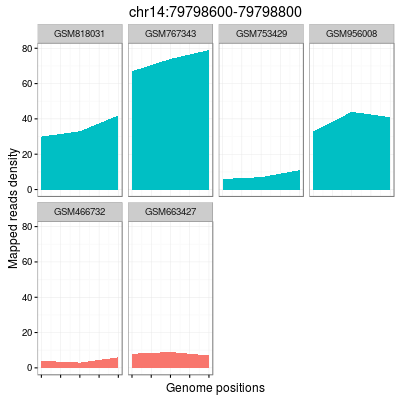 chr14:79798600-79798800
GSM818031 GSM767343 GSM753429 GSM956008
80
60
40
20
0
GSM466732 GSM663427
80
60
40
20
0
Mapped reads density
Genome positions